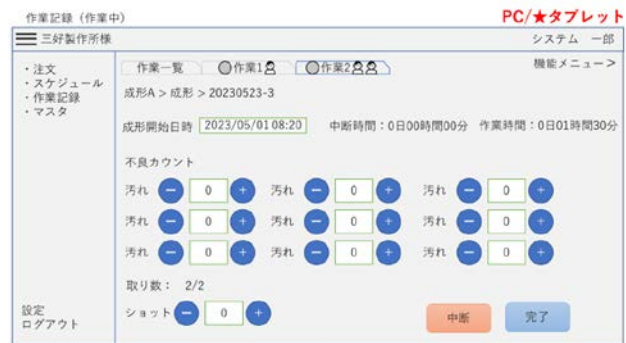 作業記録（作業中）
PC/★タブレット
三好製作所様
システム　一郎
・注文
・スケジュール
・作業記録
・マスタ
作業一覧
作業1
作業2
機能メニュー＞
成形A > 成形 > 20230523-3
成形開始日時 2023/05/01 08:20 中断時間：0日00時間00分 作業時間：0日01時間30分
不良カウント
汚れ － 0 + 汚れ － 0 + 汚れ － 0 +
汚れ － 0 + 汚れ － 0 + 汚れ － 0 +
汚れ － 0 + 汚れ － 0 + 汚れ － 0 +
取り数： 2/2
ショット － 0 +
中断
完了
設定
ログアウト